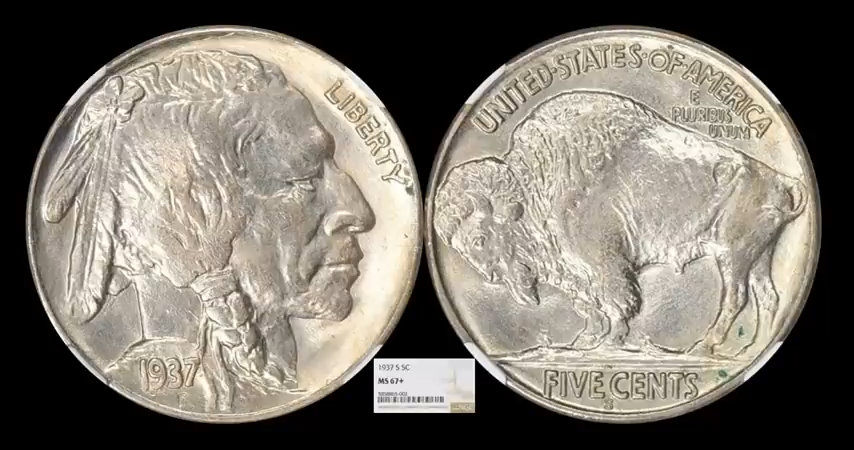 LIBERTY
1937
UNITED·STATES·OF·AMERICA
E
PLURIBUS
UNUM
FIVE CENTS
S
1937 S 5C
MS 67+